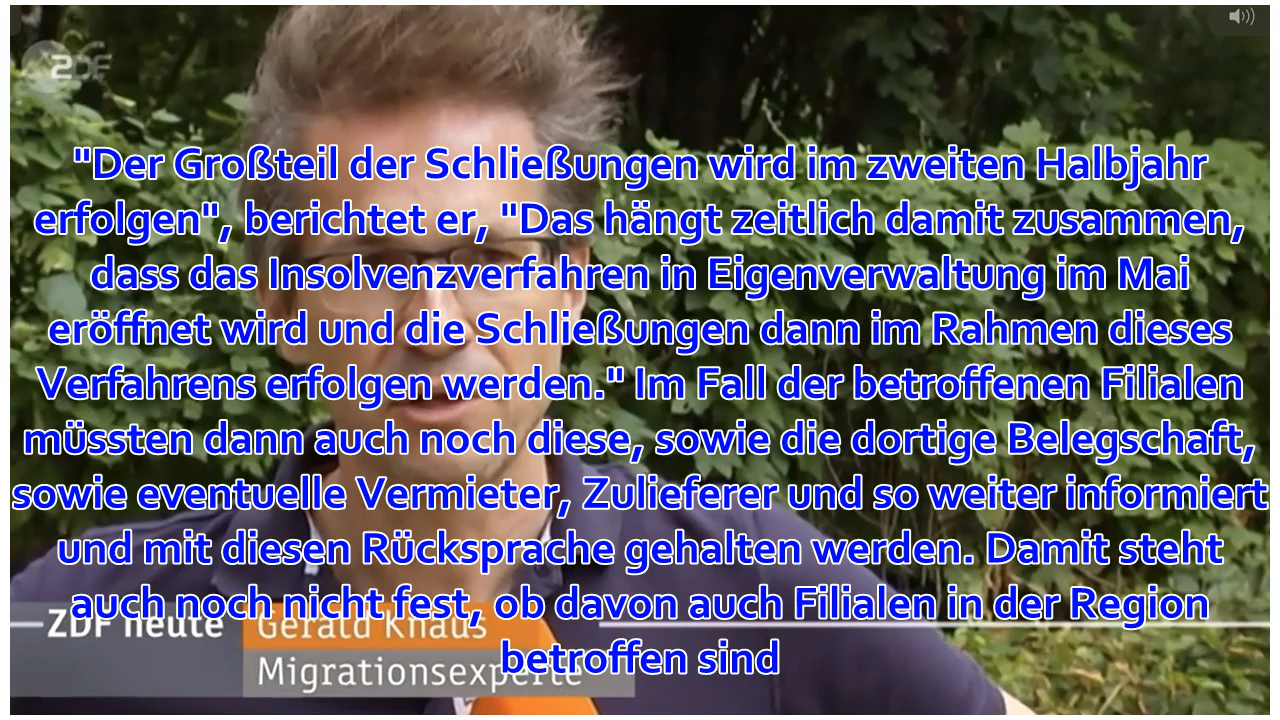 ZDF
"Der Großteil der Schließungen wird im zweiten Halbjahr
erfolgen", berichtet er, "Das hängt zeitlich damit zusammen,
dass das Insolvenzverfahren in Eigenverwaltung im Mai
eröffnet wird und die Schließungen dann im Rahmen dieses
Verfahrens erfolgen werden." Im Fall der betroffenen Filialen
müssten dann auch noch diese, sowie die dortige Belegschaft,
sowie eventuelle Vermieter, Zulieferer und so weiter informiert
und mit diesen Rücksprache gehalten werden. Damit steht
auch noch nicht fest, ob davon auch Filialen in der Region
betroffen sind
ZDF heute
Gerald Knaus
Migrationsexperte